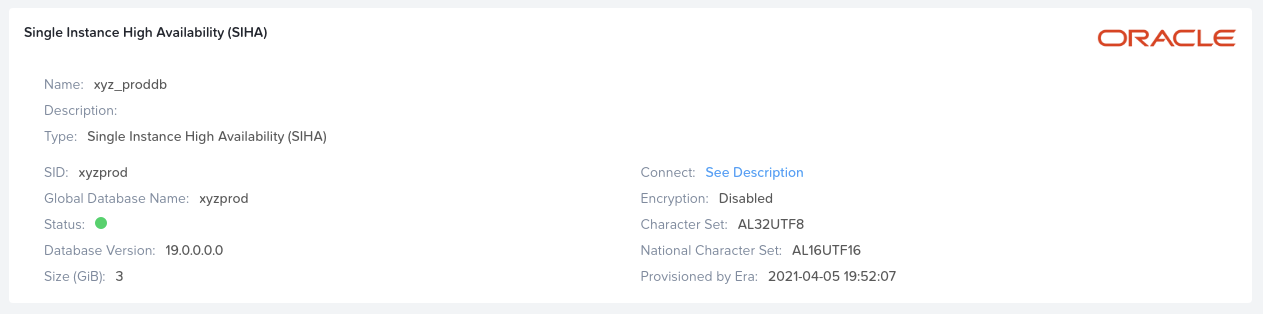 Single Instance High Availability (SIHA)
ORACLE
Name: xyz_proddb
Description:
Type: Single Instance High Availability (SIHA)
SID: xyzprod
Global Database Name: xyzprod
Status:
Database Version: 19.0.0.0.0
Size (GiB): 3
Connect: See Description
Encryption: Disabled
Character Set: AL32UTF8
National Character Set: AL16UTF16
Provisioned by Era: 2021-04-05 19:52:07